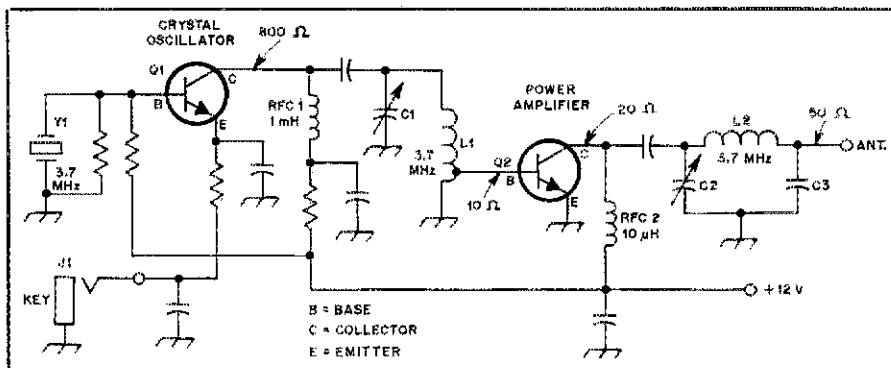 CRYSTAL
OSCILLATOR
800 Ω
Q1
C
B
E
Y1
3.7
MHz
RFC 1
1 mH
C1
L1
3.7
MHz
POWER
AMPLIFIER
20 Ω
Q2
C
B
E
10 Ω
L2
3.7 MHz
50 Ω
ANT.
C2
C3
RFC 2
10 μH
J1
KEY
+12 V
B = BASE
C = COLLECTOR
E = EMITTER